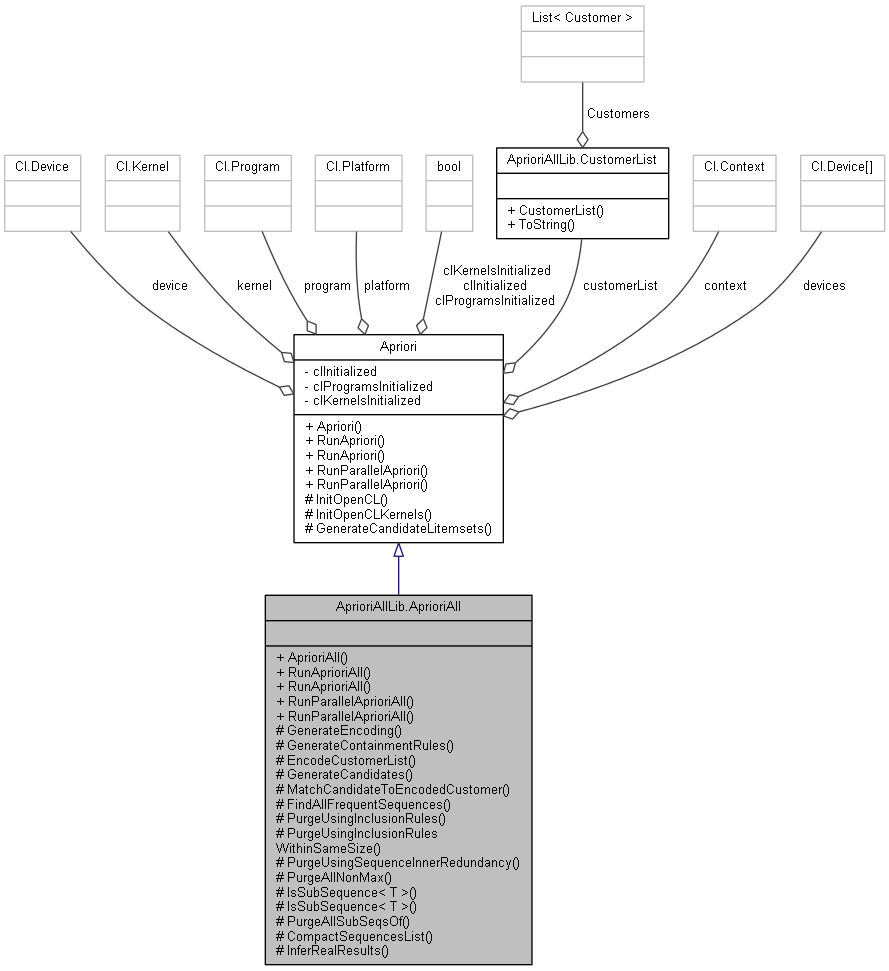 List< Customer >
Customers
Cl.Device
Cl.Kernel
Cl.Program
Cl.Platform
bool
AprioriAllLib.CustomerList
+ CustomerList()
+ ToString()
Cl.Context
Cl.Device[]
device
kernel
program
platform
clKernelsInitialized
clInitialized
clProgramsInitialized
customerList
context
devices
Apriori
- clInitialized
- clProgramsInitialized
- clKernelsInitialized
+ Apriori()
+ RunApriori()
+ RunApriori()
+ RunParallelApriori()
+ RunParallelApriori()
# InitOpenCL()
# InitOpenCLKernels()
# GenerateCandidateLitemsets()
AprioriAllLib.AprioriAll
+ AprioriAll()
+ RunAprioriAll()
+ RunAprioriAll()
+ RunParallelAprioriAll()
+ RunParallelAprioriAll()
# GenerateEncoding()
# GenerateContainmentRules()
# EncodeCustomerList()
# GenerateCandidates()
# MatchCandidateToEncodedCustomer()
# FindAllFrequentSequences()
# PurgeUsingInclusionRules()
# PurgeUsingInclusionRules
WithinSameSize()
# PurgeUsingSequenceInnerRedundancy()
# PurgeAllNonMax()
# IsSubSequence< T >()
# IsSubSequence< T >()
# PurgeAllSubSeqsOf()
# CompactSequencesList()
# InferRealResults()